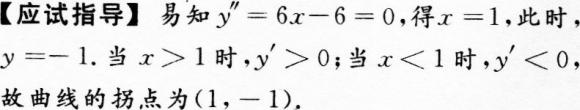 【应试指导】 易知 y″ = 6x−6 = 0,得 x = 1,此时,
y =− 1. 当 x > 1 时,y′ > 0;当 x < 1 时,y′ < 0,
故曲线的拐点为(1, − 1).